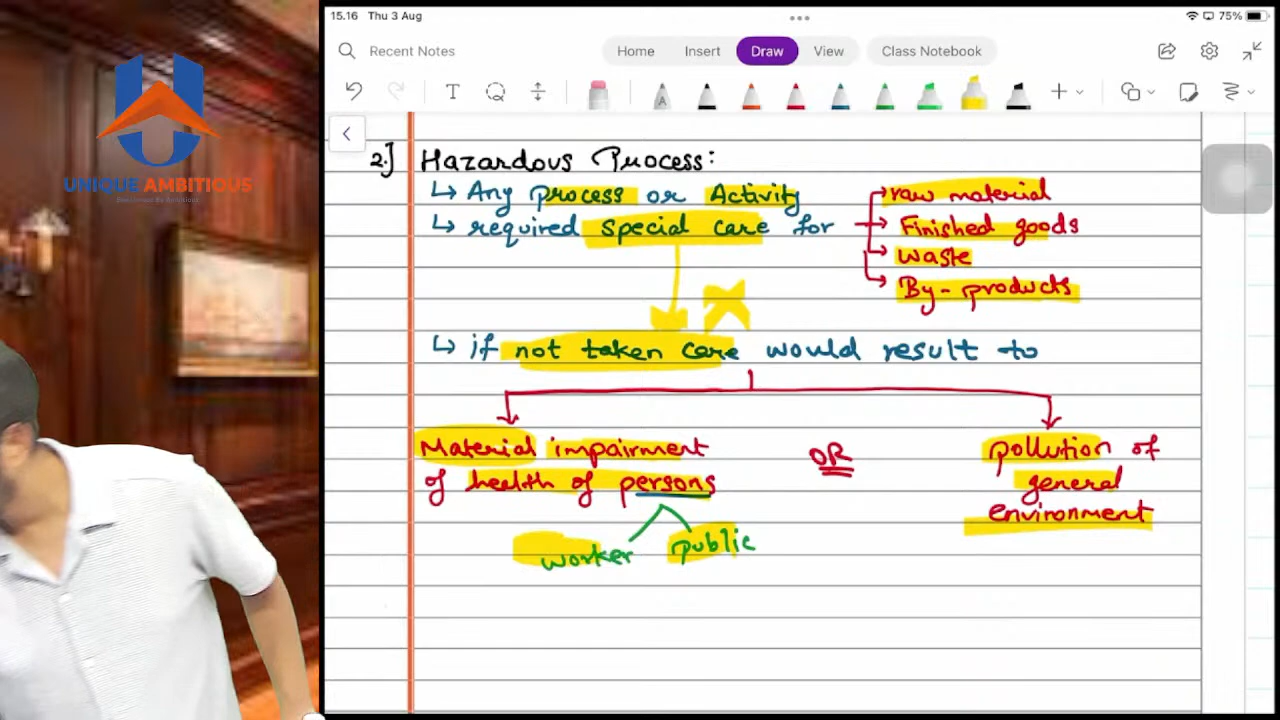 15.16 Thu 3 Aug
75%
Recent Notes
Home Insert Draw View Class Notebook
UNIQUE AMBITIOUS
2.] Hazardous Process:
↳ Any process or Activity
↳ required special care for
raw material
Finished goods
waste
By-products
↳ if not taken care would result to
Material impairment
of health of persons
OR
pollution of
general
environment
worker public